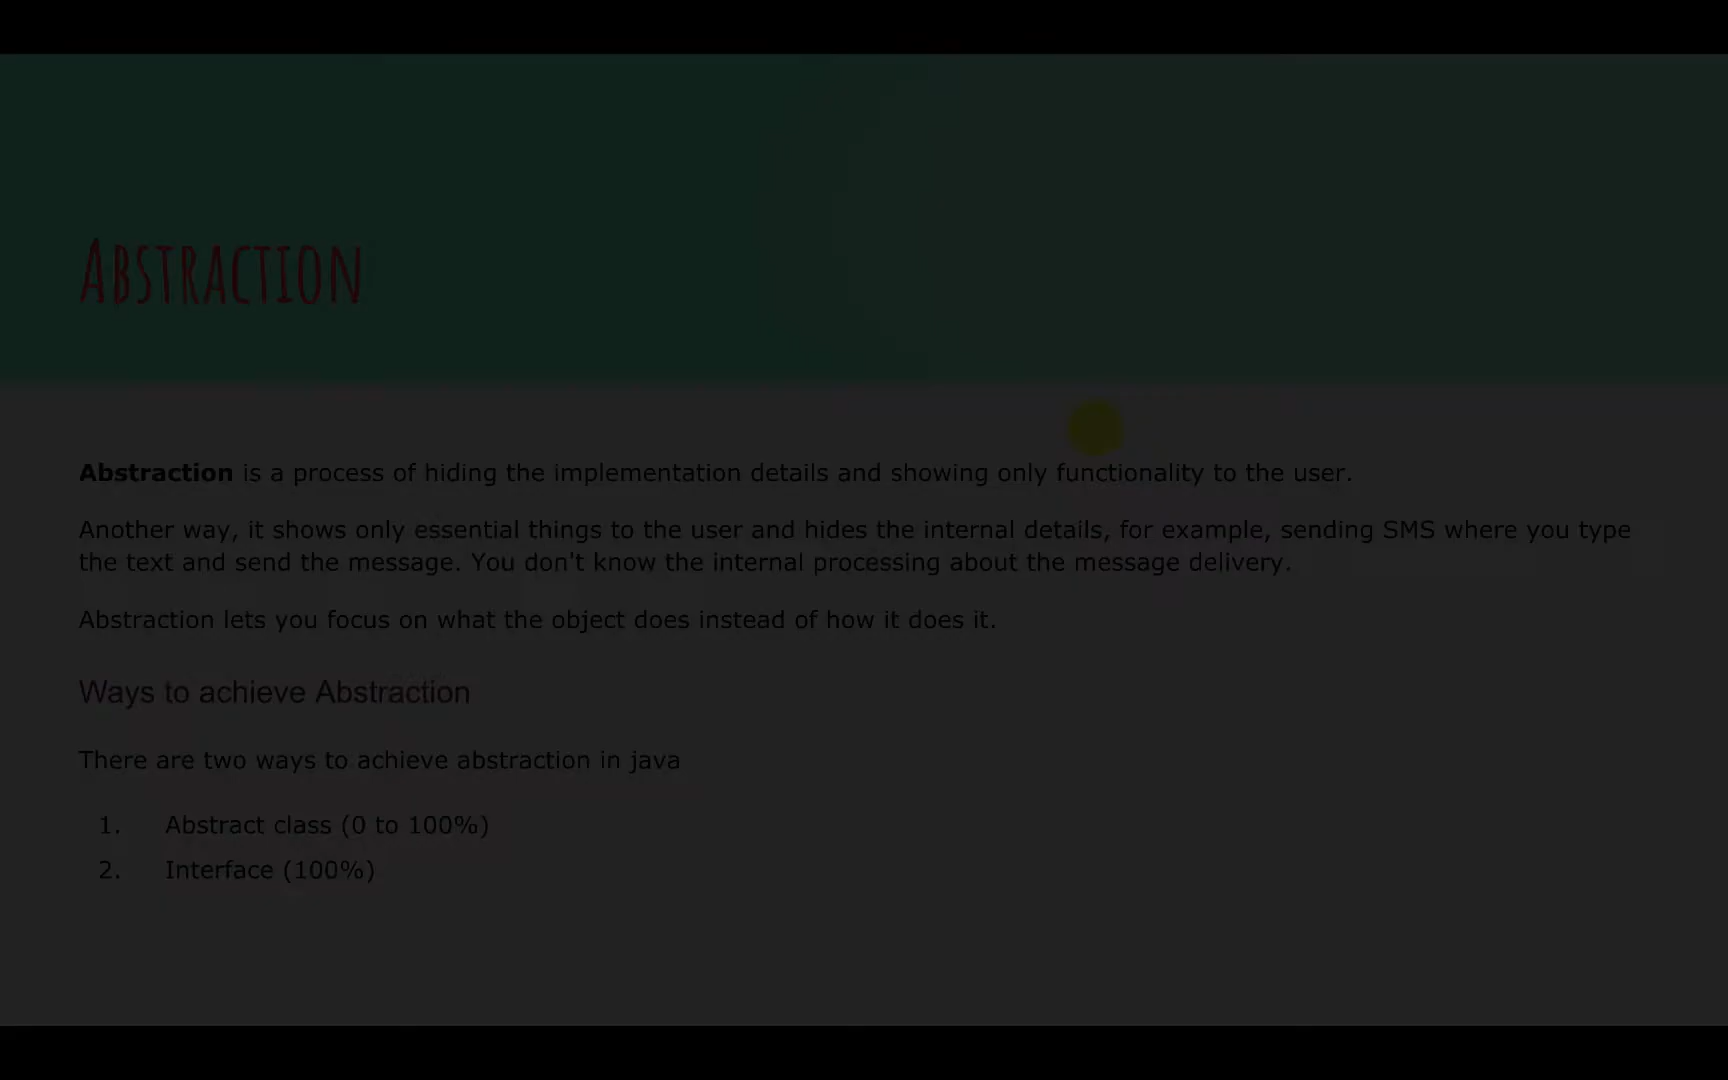 ABSTRACTION
Abstraction is a process of hiding the implementation details and showing only functionality to the user.
Another way, it shows only essential things to the user and hides the internal details, for example, sending SMS where you type
the text and send the message. You don't know the internal processing about the message delivery.
Abstraction lets you focus on what the object does instead of how it does it.
Ways to achieve Abstraction
There are two ways to achieve abstraction in java
1. Abstract class (0 to 100%)
2. Interface (100%)